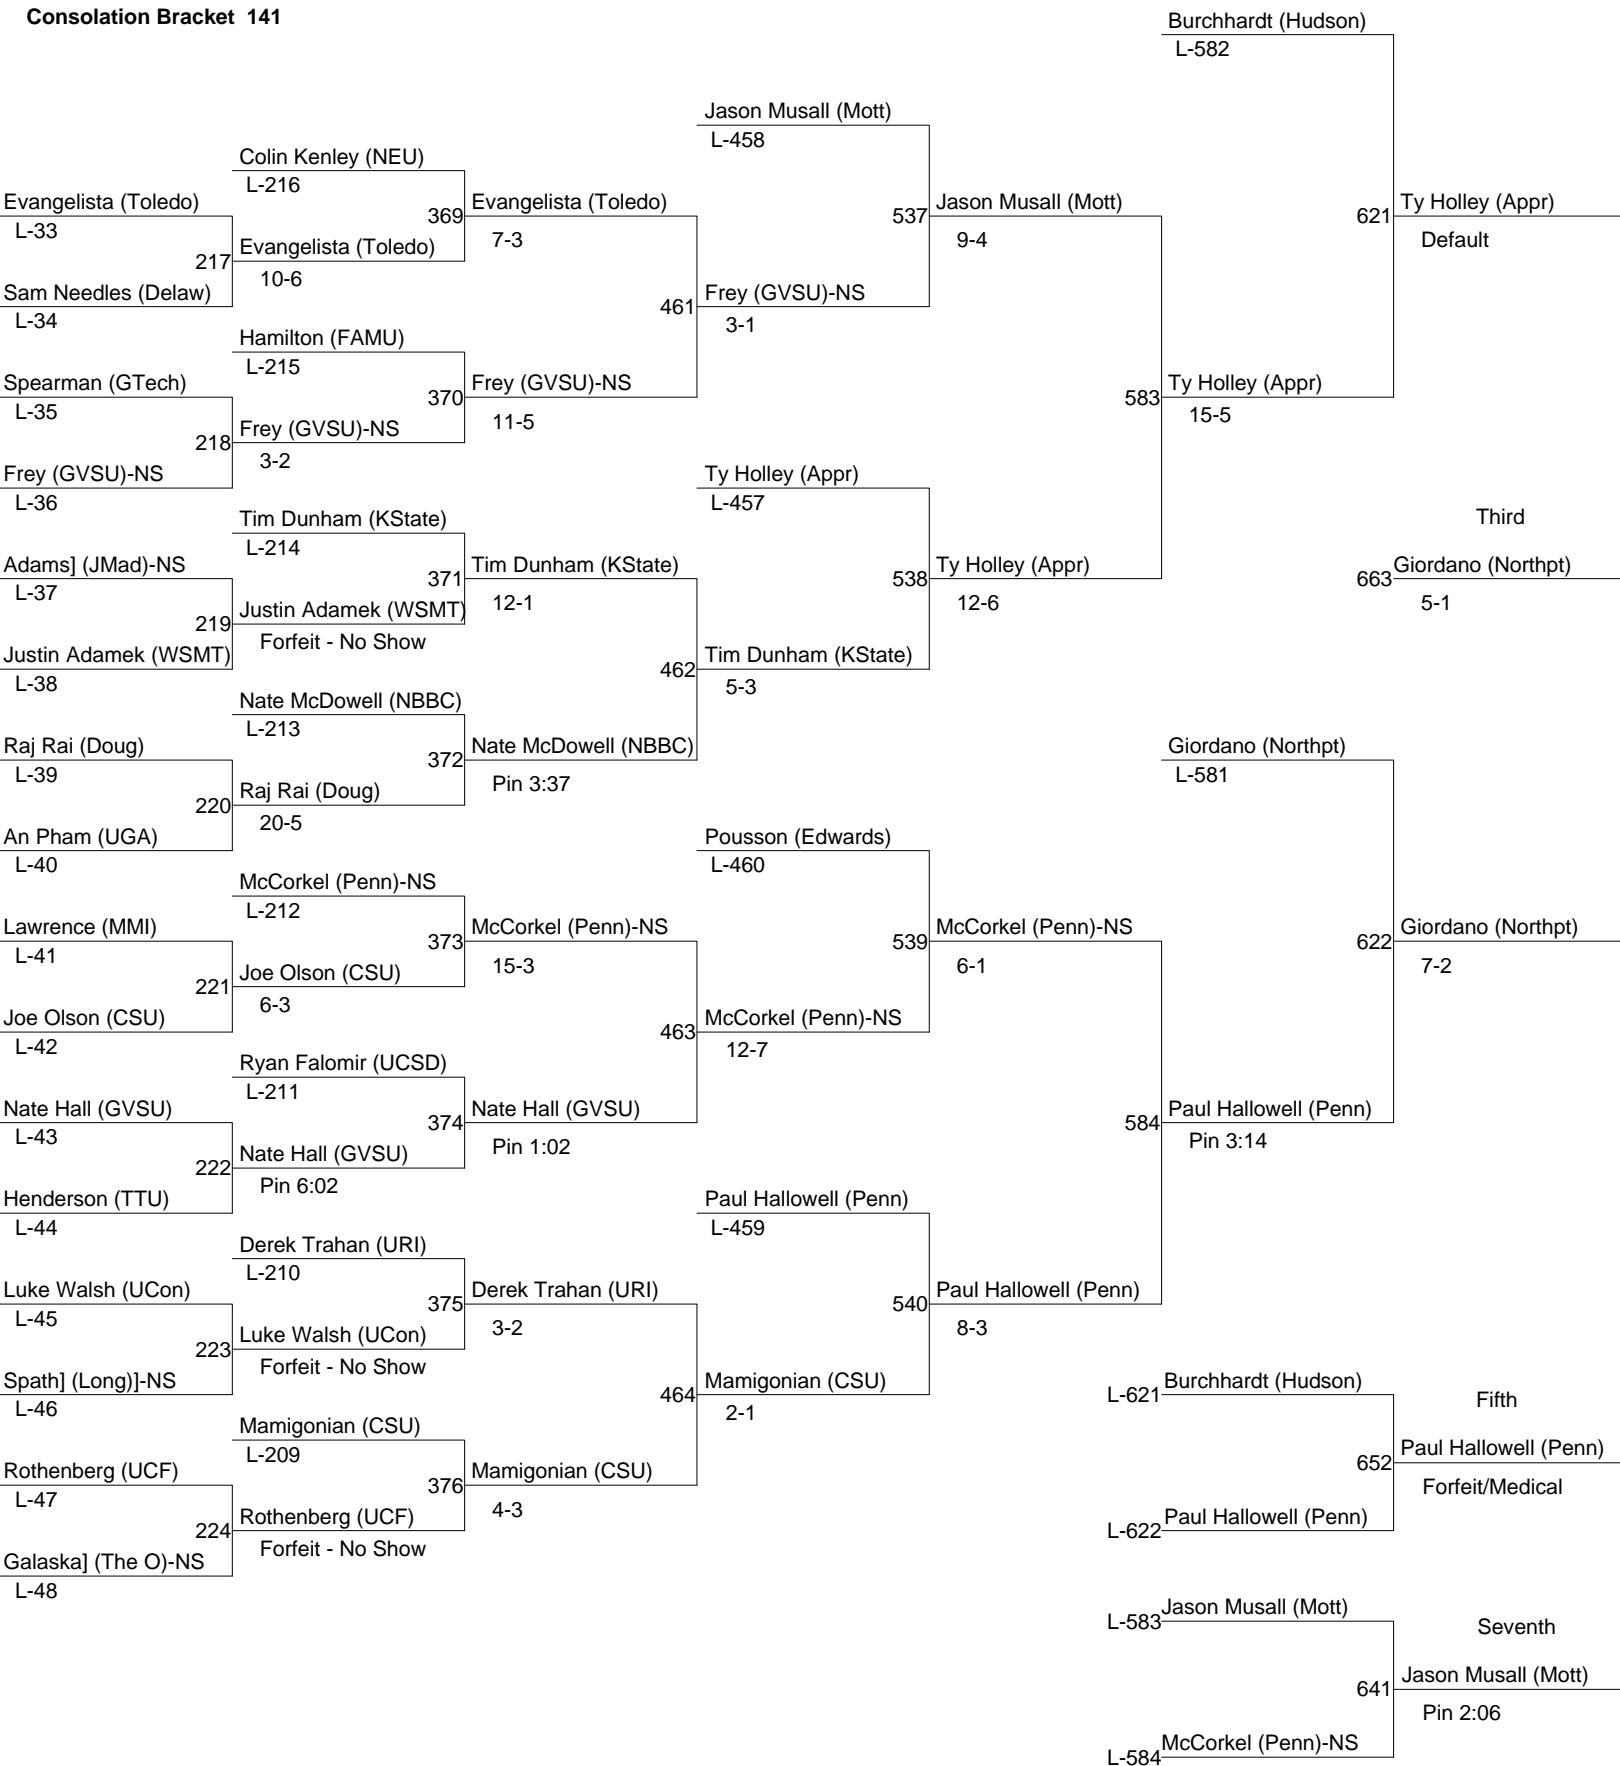 Consolation Bracket 141
Burchhardt (Hudson)
L-582
Jason Musall (Mott)
L-458
Colin Kenley (NEU)
L-216
Evangelista (Toledo)
L-33
369
Evangelista (Toledo)
7-3
537
Jason Musall (Mott)
9-4
621
Ty Holley (Appr)
Default
217
Evangelista (Toledo)
10-6
Sam Needles (Delaw)
L-34
461
Frey (GVSU)-NS
3-1
Hamilton (FAMU)
L-215
Spearman (GTech)
L-35
370
Frey (GVSU)-NS
11-5
583
Ty Holley (Appr)
15-5
218
Frey (GVSU)-NS
3-2
Frey (GVSU)-NS
L-36
Ty Holley (Appr)
L-457
Tim Dunham (KState)
L-214
Third
Adams] (JMad)-NS
L-37
371
Tim Dunham (KState)
12-1
538
Ty Holley (Appr)
12-6
663
Giordano (Northpt)
5-1
219
Justin Adamek (WSMT)
Forfeit - No Show
Justin Adamek (WSMT)
L-38
462
Tim Dunham (KState)
5-3
Nate McDowell (NBBC)
L-213
Raj Rai (Doug)
L-39
372
Nate McDowell (NBBC)
Pin 3:37
Giordano (Northpt)
L-581
220
Raj Rai (Doug)
20-5
An Pham (UGA)
L-40
Pousson (Edwards)
L-460
McCorkel (Penn)-NS
L-212
Lawrence (MMI)
L-41
373
McCorkel (Penn)-NS
15-3
539
McCorkel (Penn)-NS
6-1
622
Giordano (Northpt)
7-2
221
Joe Olson (CSU)
6-3
Joe Olson (CSU)
L-42
463
McCorkel (Penn)-NS
12-7
Ryan Falomir (UCSD)
L-211
Nate Hall (GVSU)
L-43
374
Nate Hall (GVSU)
Pin 1:02
584
Paul Hallowell (Penn)
Pin 3:14
222
Nate Hall (GVSU)
Pin 6:02
Henderson (TTU)
L-44
Paul Hallowell (Penn)
L-459
Derek Trahan (URI)
L-210
Luke Walsh (UCon)
L-45
375
Derek Trahan (URI)
3-2
540
Paul Hallowell (Penn)
8-3
223
Luke Walsh (UCon)
Forfeit - No Show
Spath] (Long)]-NS
L-46
464
Mamigonian (CSU)
2-1
L-621
Burchhardt (Hudson)
Fifth
Mamigonian (CSU)
L-209
652
Paul Hallowell (Penn)
Forfeit/Medical
Rothenberg (UCF)
L-47
376
Mamigonian (CSU)
4-3
224
Rothenberg (UCF)
Forfeit - No Show
L-622
Paul Hallowell (Penn)
Galaska] (The O)-NS
L-48
L-583
Jason Musall (Mott)
Seventh
641
Jason Musall (Mott)
Pin 2:06
L-584
McCorkel (Penn)-NS